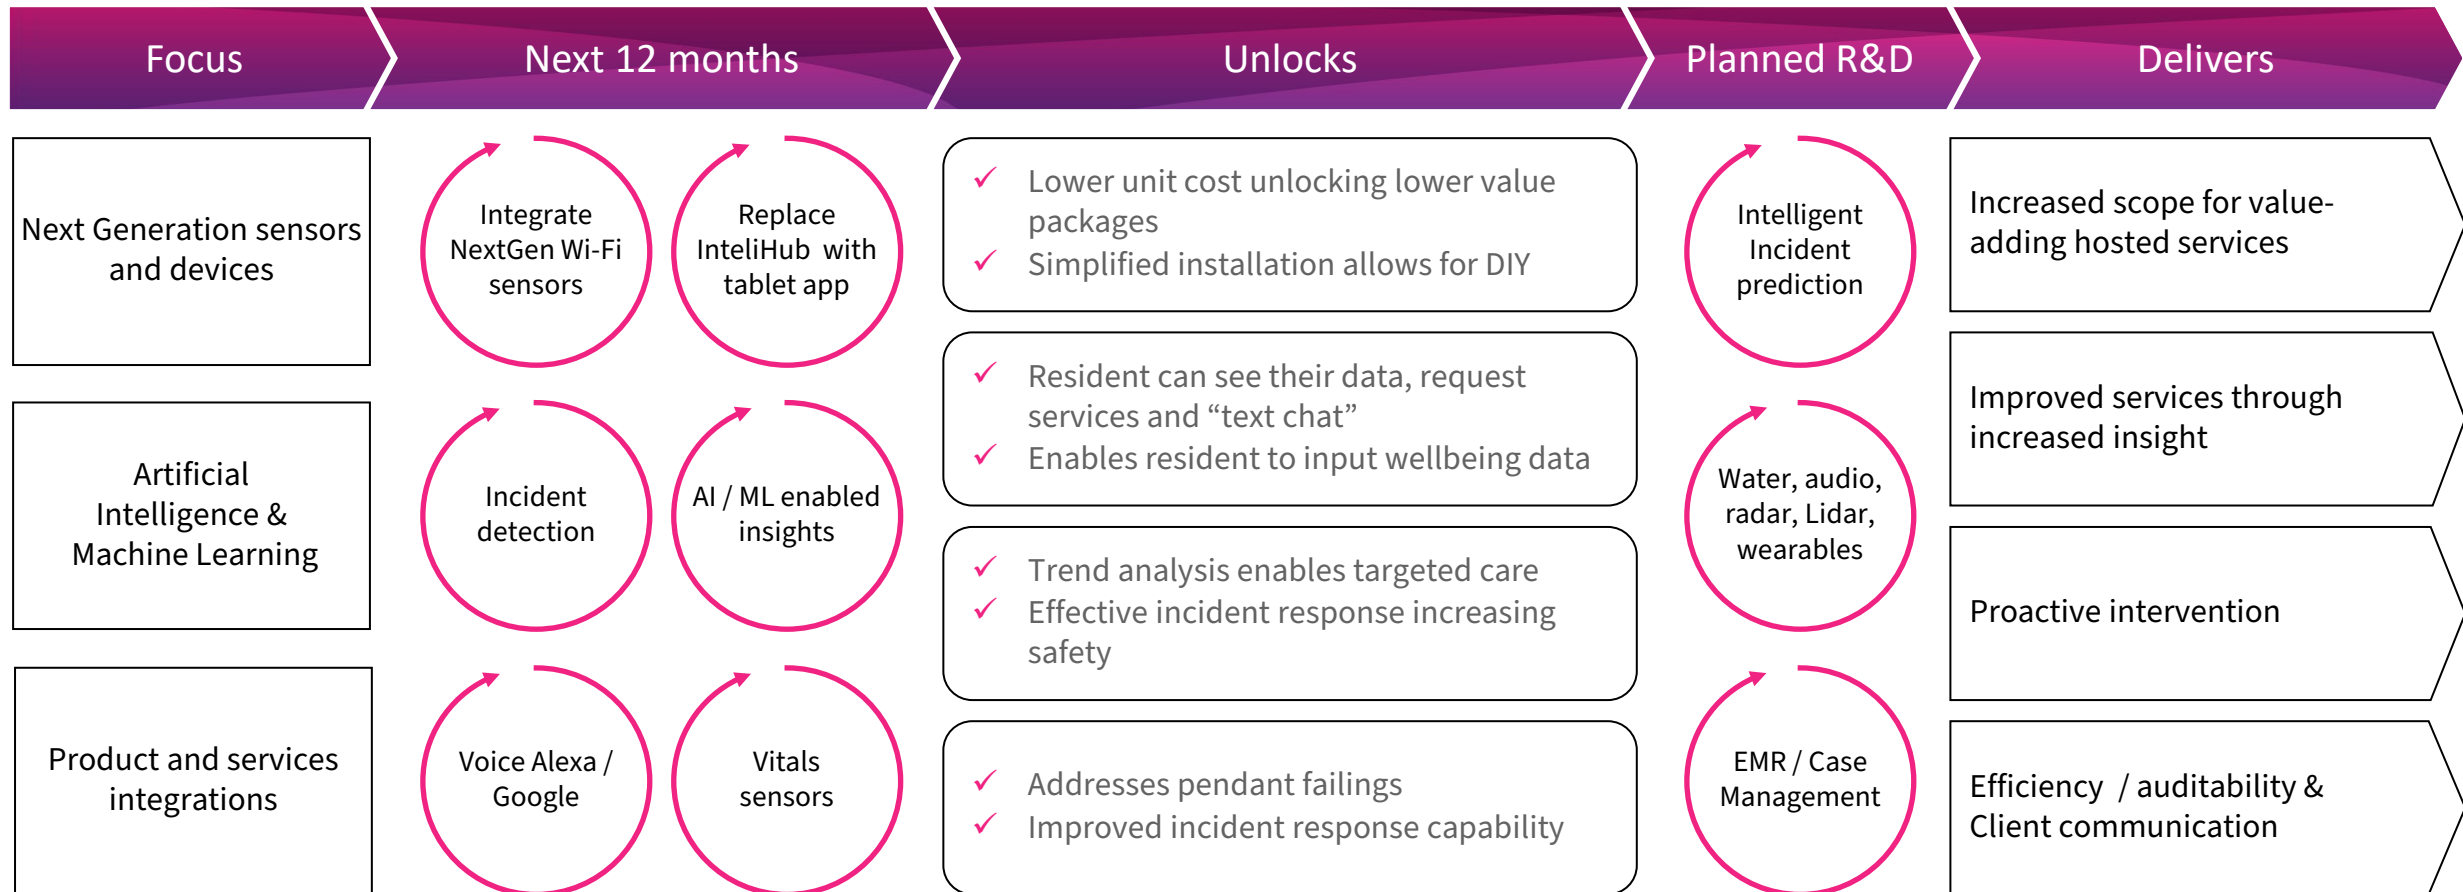 Focus
Next 12 months
Unlocks
Planned R&D
Delivers
Next Generation sensors
and devices
Integrate
NextGen Wi-Fi
sensors
Replace
InteliHub with
tablet app
Lower unit cost unlocking lower value
packages
Simplified installation allows for DIY
Intelligent
Incident
prediction
Increased scope for value-
adding hosted services
Resident can see their data, request
services and “text chat”
Enables resident to input wellbeing data
Improved services through
increased insight
Artificial
Intelligence &
Machine Learning
Incident
detection
AI / ML enabled
insights
Water, audio,
radar, Lidar,
wearables
Trend analysis enables targeted care
Effective incident response increasing
safety
Proactive intervention
Product and services
integrations
Voice Alexa /
Google
Vitals
sensors
Addresses pendant failings
Improved incident response capability
EMR / Case
Management
Efficiency / auditability &
Client communication